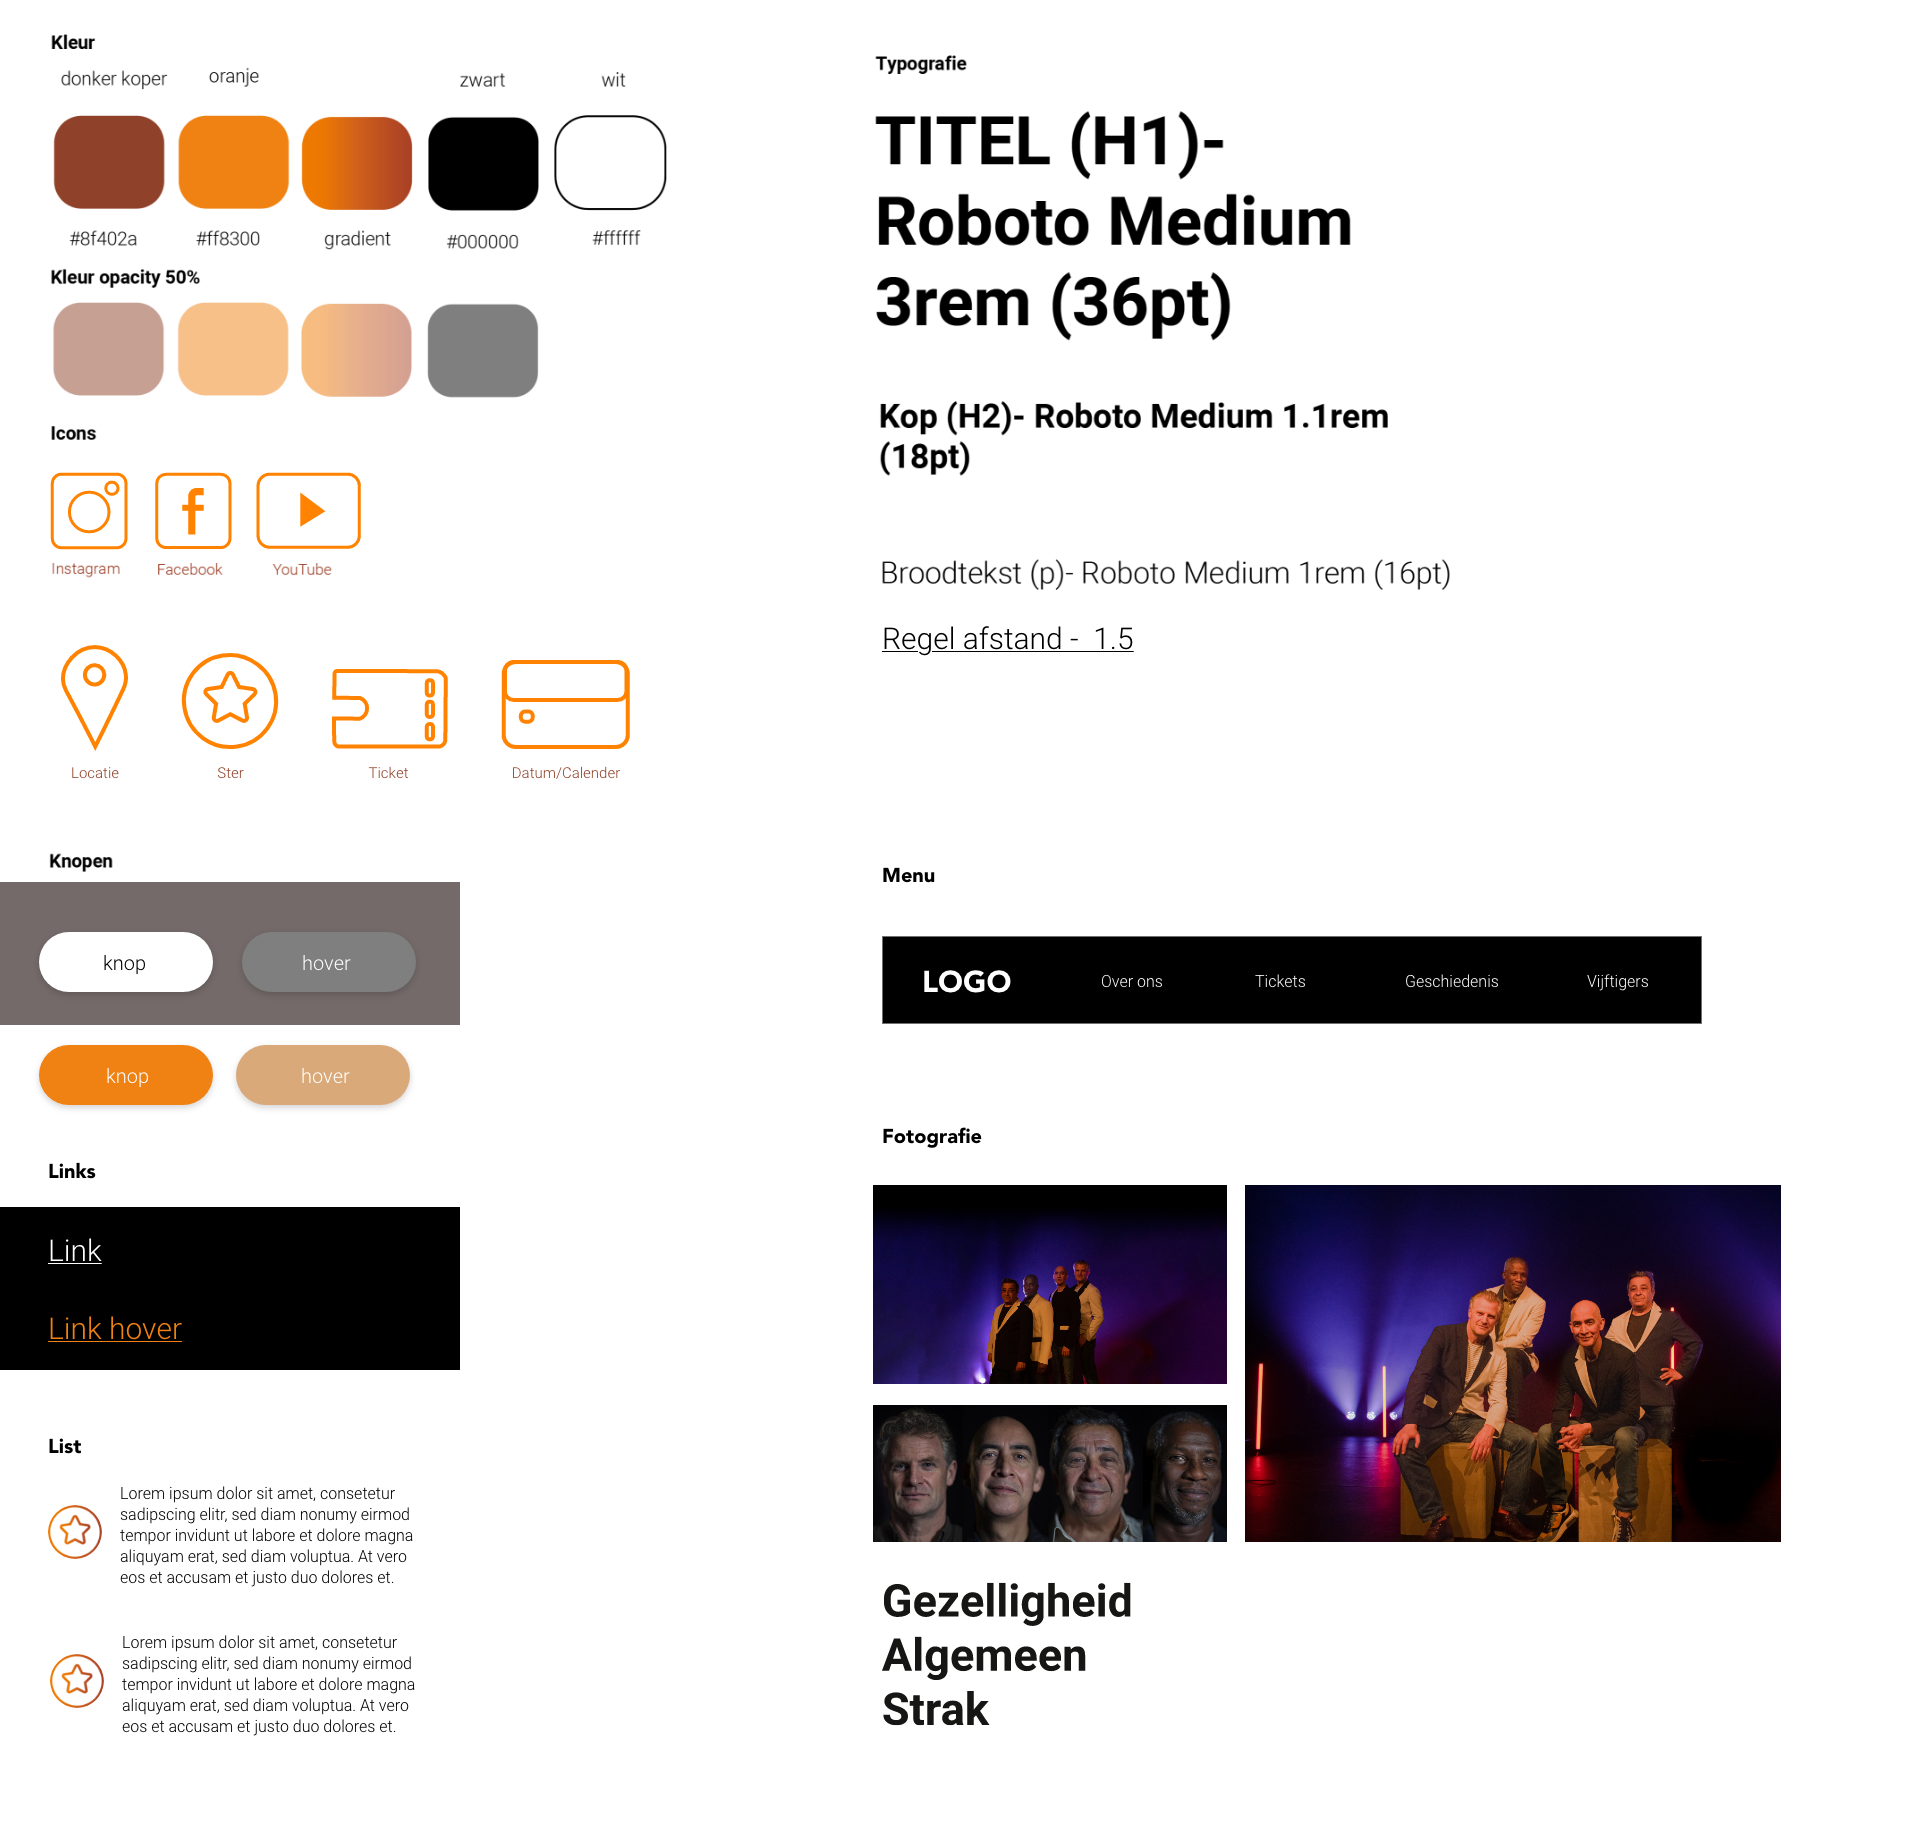 Kleur
donker koper
oranje
zwart
wit
#8f402a
#ff8300
gradient
#000000
#ffffff
Kleur opacity 50%
Icons
Instagram
Facebook
YouTube
Locatie
Ster
Ticket
Datum/Calender
Knopen
knop
hover
knop
hover
Links
Link
Link hover
List
Lorem ipsum dolor sit amet, consetetur
sadipscing elitr, sed diam nonumy eirmod
tempor invidunt ut labore et dolore magna
aliquyam erat, sed diam voluptua. At vero
eos et accusam et justo duo dolores et.
Lorem ipsum dolor sit amet, consetetur
sadipscing elitr, sed diam nonumy eirmod
tempor invidunt ut labore et dolore magna
aliquyam erat, sed diam voluptua. At vero
eos et accusam et justo duo dolores et.
Typografie
TITEL (H1)-
Roboto Medium
3rem (36pt)
Kop (H2)- Roboto Medium 1.1rem
(18pt)
Broodtekst (p)- Roboto Medium 1rem (16pt)
Regel afstand -  1.5
Menu
LOGO
Over ons
Tickets
Geschiedenis
Vijftigers
Fotografie
Gezelligheid
Algemeen
Strak